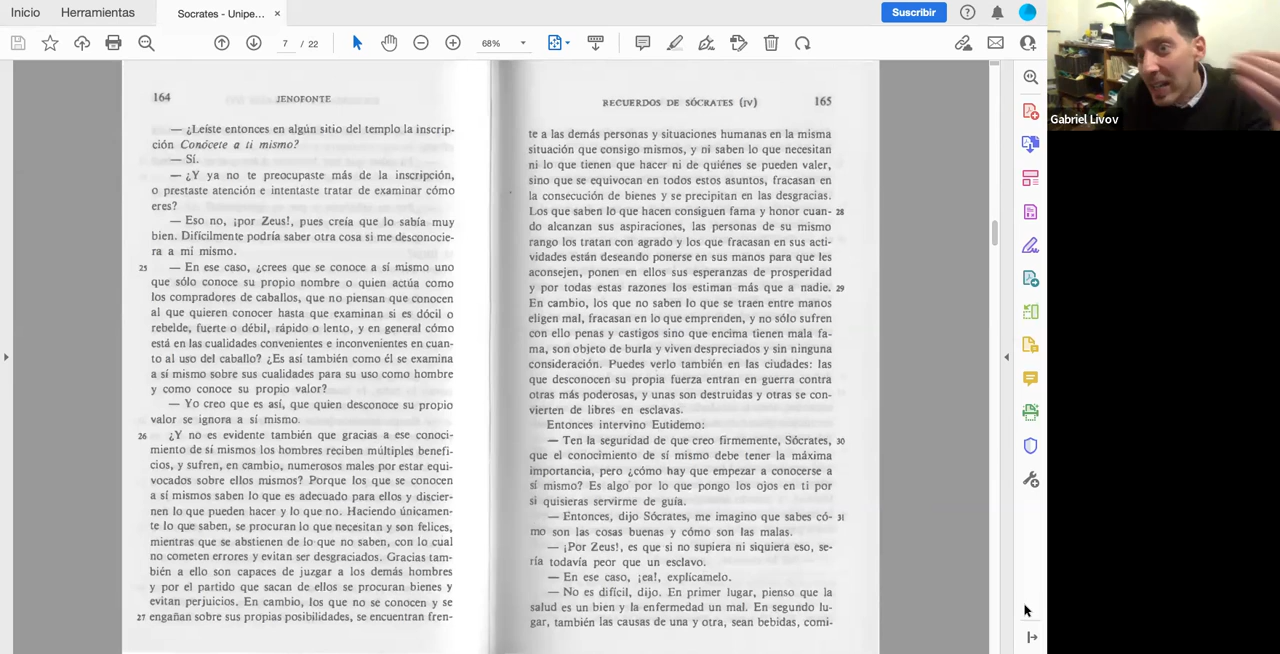 Inicio
Herramientas
Socrates - Unipe... ×
Suscribir
7 / 22
68%
Gabriel Livov
164 JENOFONTE
— ¿Leíste entonces en algún sitio del templo la inscrip-
ción Conócete a ti mismo?
— Sí.
— ¿Y ya no te preocupaste más de la inscripción,
o prestaste atención e intentaste tratar de examinar cómo
eres?
— Eso no, ¡por Zeus!, pues creía que lo sabía muy
bien. Difícilmente podría saber otra cosa si me desconocie-
ra a mí mismo.
25 — En ese caso, ¿crees que se conoce a sí mismo uno
que sólo conoce su propio nombre o quien actúa como
los compradores de caballos, que no piensan que conocen
al que quieren conocer hasta que examinan si es dócil o
rebelde, fuerte o débil, rápido o lento, y en general cómo
está en las cualidades convenientes e inconvenientes en cuan-
to al uso del caballo? ¿Es así también como él se examina
a sí mismo sobre sus cualidades para su uso como hombre
y como conoce su propio valor?
— Yo creo que es así, que quien desconoce su propio
valor se ignora a sí mismo.
26 ¿Y no es evidente también que gracias a ese conoci-
miento de sí mismos los hombres reciben múltiples benefi-
cios, y sufren, en cambio, numerosos males por estar equi-
vocados sobre ellos mismos? Porque los que se conocen
a sí mismos saben lo que es adecuado para ellos y discier-
nen lo que pueden hacer y lo que no. Haciendo únicamen-
te lo que saben, se procuran lo que necesitan y son felices,
mientras que se abstienen de lo que no saben, con lo cual
no cometen errores y evitan ser desgraciados. Gracias tam-
bién a ello son capaces de juzgar a los demás hombres
y por el partido que sacan de ellos se procuran bienes y
evitan perjuicios. En cambio, los que no se conocen y se
27 engañan sobre sus propias posibilidades, se encuentran fren-
RECUERDOS DE SÓCRATES (IV) 165
te a las demás personas y situaciones humanas en la misma
situación que consigo mismos, y ni saben lo que necesitan
ni lo que tienen que hacer ni de quiénes se pueden valer,
sino que se equivocan en todos estos asuntos, fracasan en
la consecución de bienes y se precipitan en las desgracias.
Los que saben lo que hacen consiguen fama y honor cuan- 28
do alcanzan sus aspiraciones, las personas de su mismo
rango los tratan con agrado y los que fracasan en sus acti-
vidades están deseando ponerse en sus manos para que les
aconsejen, ponen en ellos sus esperanzas de prosperidad
y por todas estas razones los estiman más que a nadie. 29
En cambio, los que no saben lo que se traen entre manos
eligen mal, fracasan en lo que emprenden, y no sólo sufren
con ello penas y castigos sino que encima tienen mala fa-
ma, son objeto de burla y viven despreciados y sin ninguna
consideración. Puedes verlo también en las ciudades: las
que desconocen su propia fuerza entran en guerra contra
otras más poderosas, y unas son destruidas y otras se con-
vierten de libres en esclavas.
Entonces intervino Eutidemo:
— Ten la seguridad de que creo firmemente, Sócrates, 30
que el conocimiento de sí mismo debe tener la máxima
importancia, pero ¿cómo hay que empezar a conocerse a
sí mismo? Es algo por lo que pongo los ojos en ti por
si quisieras servirme de guía.
— Entonces, dijo Sócrates, me imagino que sabes có- 31
mo son las cosas buenas y cómo son las malas.
— ¡Por Zeus!, es que si no supiera ni siquiera eso, se-
ría todavía peor que un esclavo.
— En ese caso, ¡ea!, explícamelo.
— No es difícil, dijo. En primer lugar, pienso que la
salud es un bien y la enfermedad un mal. En segundo lu-
gar, también las causas de una y otra, sean bebidas, comi-